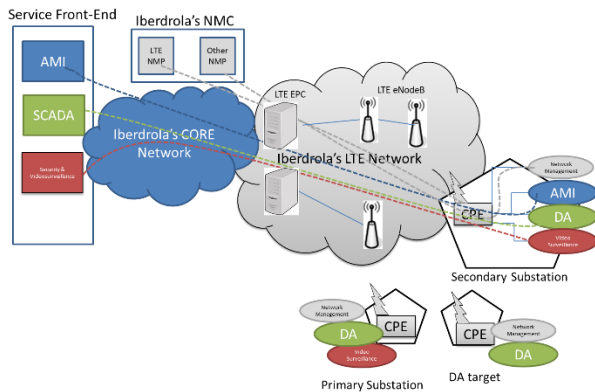 Service Front-End
Iberdrola's NMC
AMI
LTE
NMP
Other
NMP
SCADA
LTE EPC
LTE eNodeB
Iberdrola's CORE
Network
Iberdrola's LTE Network
Security &
Videosurveillance
Network
Management
AMI
CPE
DA
Video
Surveillance
Secondary Substation
Network
Management
DA
CPE
Video
Surveillance
Primary Substation
CPE
Network
Management
DA
DA target